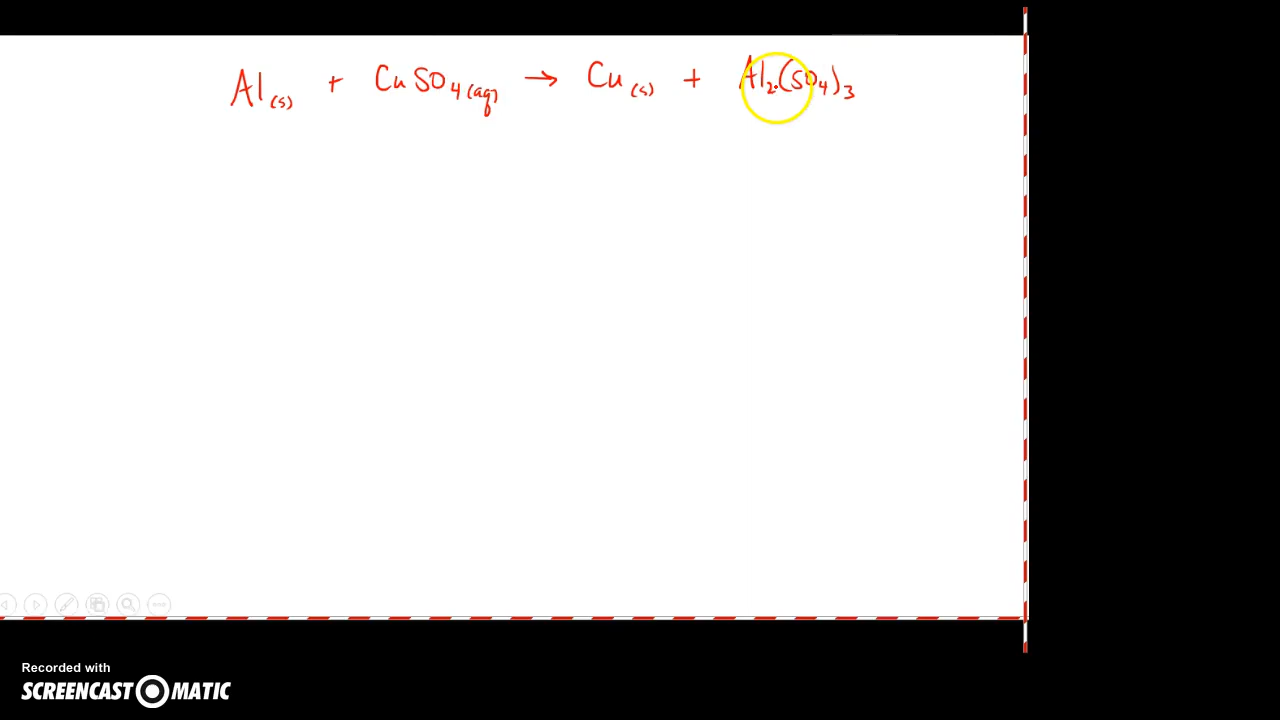 Al(s) + CuSO4(aq) → Cu(s) + Al2(SO4)3
Recorded with
SCREENCAST MATIC